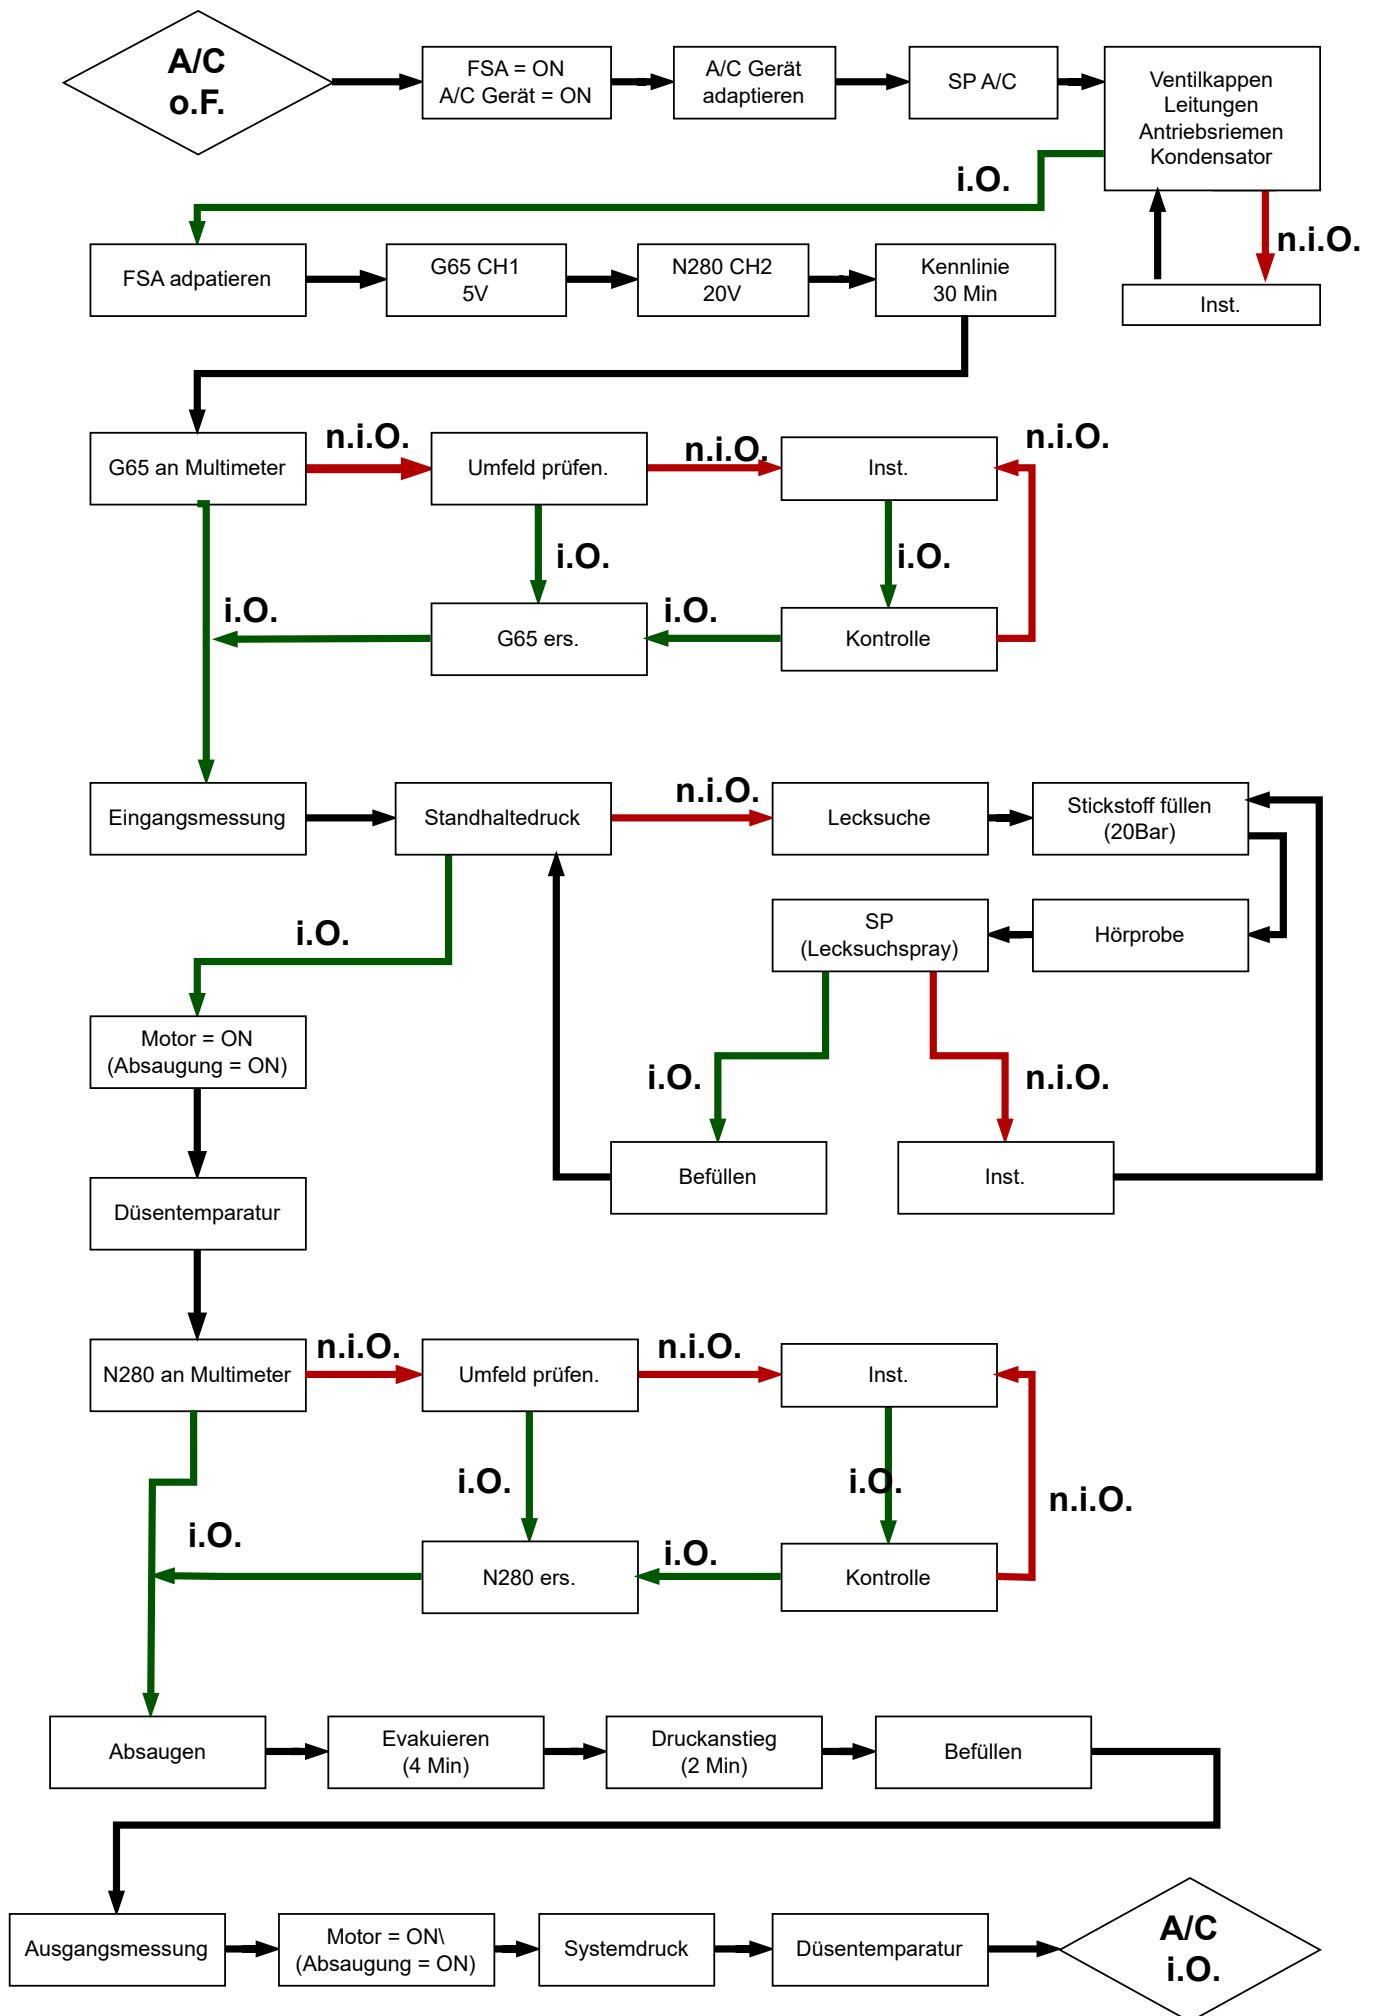 A/C
o.F.
FSA = ON
A/C Gerät = ON
A/C Gerät
adaptieren
SP A/C
Ventilkappen
Leitungen
Antriebsriemen
Kondensator
i.O.
n.i.O.
FSA adpatieren
G65 CH1
5V
N280 CH2
20V
Kennlinie
30 Min
Inst.
G65 an Multimeter
n.i.O.
Umfeld prüfen.
n.i.O.
Inst.
n.i.O.
i.O.
i.O.
i.O.
G65 ers.
i.O.
Kontrolle
Eingangsmessung
Standhaltedruck
n.i.O.
Lecksuche
Stickstoff füllen
(20Bar)
i.O.
SP
(Lecksuchspray)
Hörprobe
Motor = ON
(Absaugung = ON)
i.O.
n.i.O.
Befüllen
Inst.
Düsentemparatur
N280 an Multimeter
n.i.O.
Umfeld prüfen.
n.i.O.
Inst.
i.O.
i.O.
n.i.O.
i.O.
N280 ers.
i.O.
Kontrolle
Absaugen
Evakuieren
(4 Min)
Druckanstieg
(2 Min)
Befüllen
Ausgangsmessung
Motor = ON\
(Absaugung = ON)
Systemdruck
Düsentemparatur
A/C
i.O.